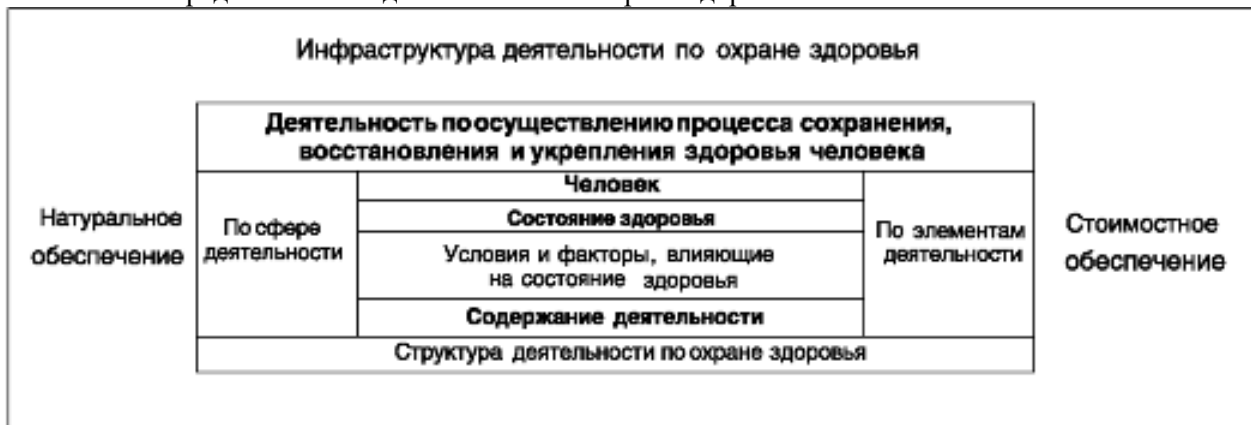 Инфраструктура деятельности по охране здоровья
Деятельность по осуществлению процесса сохранения,
восстановления и укрепления здоровья человека
Натуральное
обеспечение
По сфере
деятельности
Человек
Состояние здоровья
Условия и факторы, влияющие
на состояние здоровья
Содержание деятельности
По элементам
деятельности
Стоимостное
обеспечение
Структура деятельности по охране здоровья